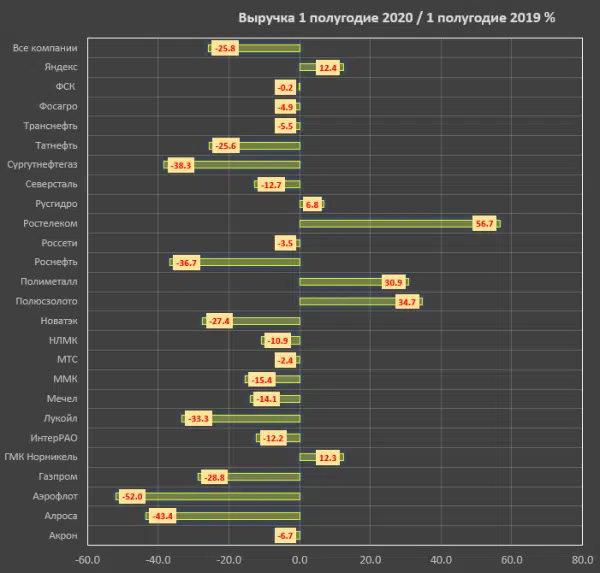 Выручка 1 полугодие 2020 / 1 полугодие 2019 %
Все компании -25.8
Яндекс 12.4
ФСК -0.2
Фосагро -4.9
Транснефть -5.5
Татнефть -25.6
Сургутнефтегаз -38.3
Северсталь -12.7
Русгидро 6.8
Ростелеком 56.7
Россети -3.5
Роснефть -36.7
Полиметалл 30.9
Полюсзолото 34.7
Новатэк -27.4
НЛМК -10.9
МТС -2.4
ММК -15.4
Мечел -14.1
Лукойл -33.3
ИнтерРАО -12.2
ГМК Норникель 12.3
Газпром -28.8
Аэрофлот -52.0
Алроса -43.4
Акрон -6.7
-60.0 -40.0 -20.0 0.0 20.0 40.0 60.0 80.0